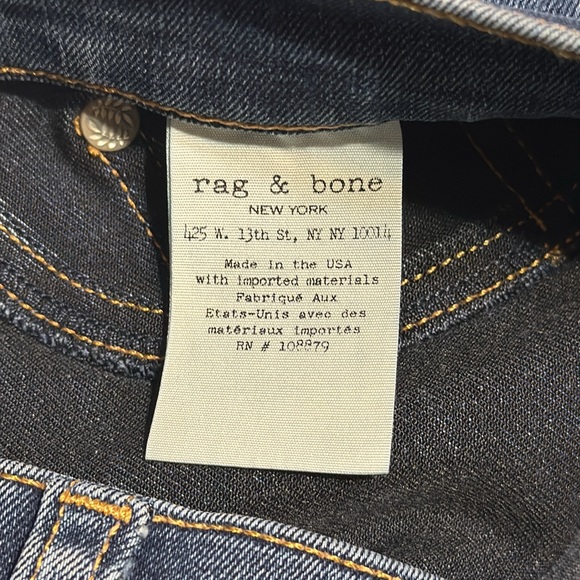 rag & bone
NEW YORK
425 W. 13th St, NY NY 10014
Made in the USA
with imported materials
Fabriqué Aux
Etats-Unis avec des
matériaux importés
RN # 108879